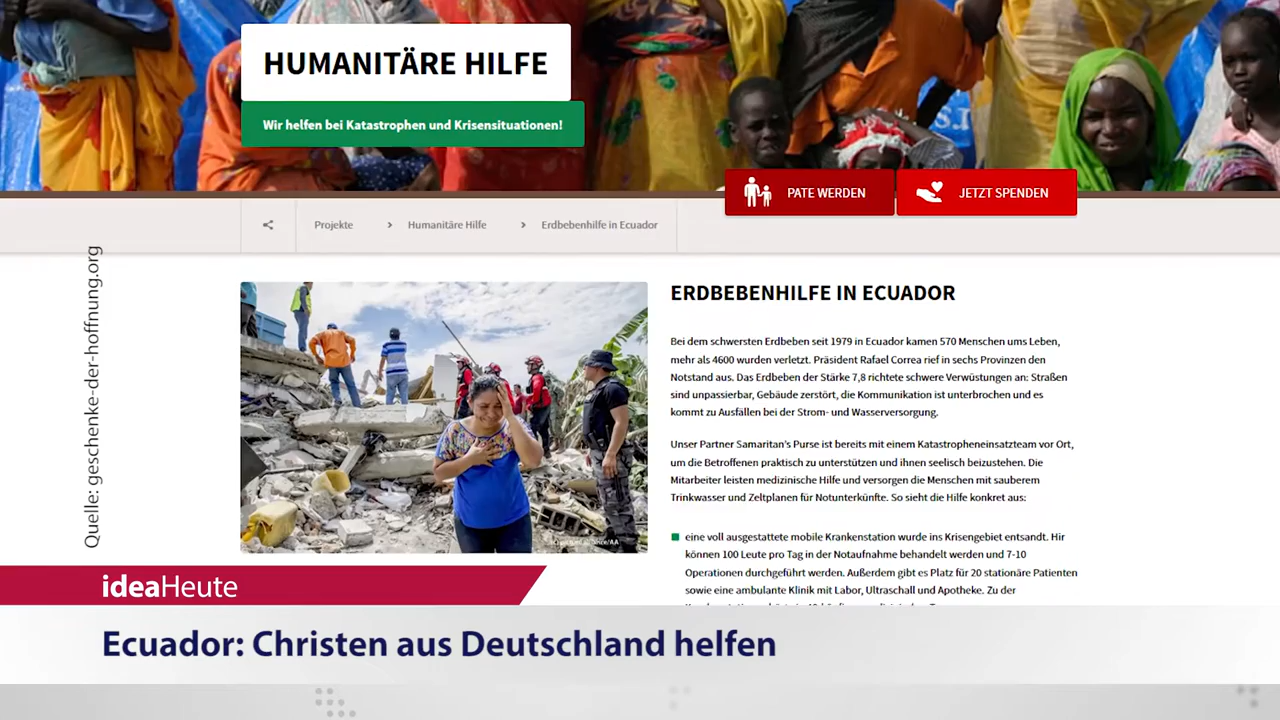 HUMANITÄRE HILFE
Wir helfen bei Katastrophen und Krisensituationen!
PATE WERDEN
JETZT SPENDEN
Projekte > Humanitäre Hilfe > Erdbebenhilfe in Ecuador
Quelle: geschenke-der-hoffnung.org
ERDBEBENHILFE IN ECUADOR
Bei dem schwersten Erdbeben seit 1979 in Ecuador kamen 570 Menschen ums Leben,
mehr als 4600 wurden verletzt. Präsident Rafael Correa rief in sechs Provinzen den
Notstand aus. Das Erdbeben der Stärke 7,8 richtete schwere Verwüstungen an: Straßen
sind unpassierbar, Gebäude zerstört, die Kommunikation ist unterbrochen und es
kommt zu Ausfällen bei der Strom- und Wasserversorgung.
Unser Partner Samaritan's Purse ist bereits mit einem Katastropheneinsatzteam vor Ort,
um die Betroffenen praktisch zu unterstützen und ihnen seelisch beizustehen. Die
Mitarbeiter leisten medizinische Hilfe und versorgen die Menschen mit sauberem
Trinkwasser und Zeltplanen für Notunterkünfte. So sieht die Hilfe konkret aus:
eine voll ausgestattete mobile Krankenstation wurde ins Krisengebiet entsandt. Hir
können 100 Leute pro Tag in der Notaufnahme behandelt werden und 7-10
Operationen durchgeführt werden. Außerdem gibt es Platz für 20 stationäre Patienten
sowie eine ambulante Klinik mit Labor, Ultraschall und Apotheke. Zu der
ideaHeute
Ecuador: Christen aus Deutschland helfen